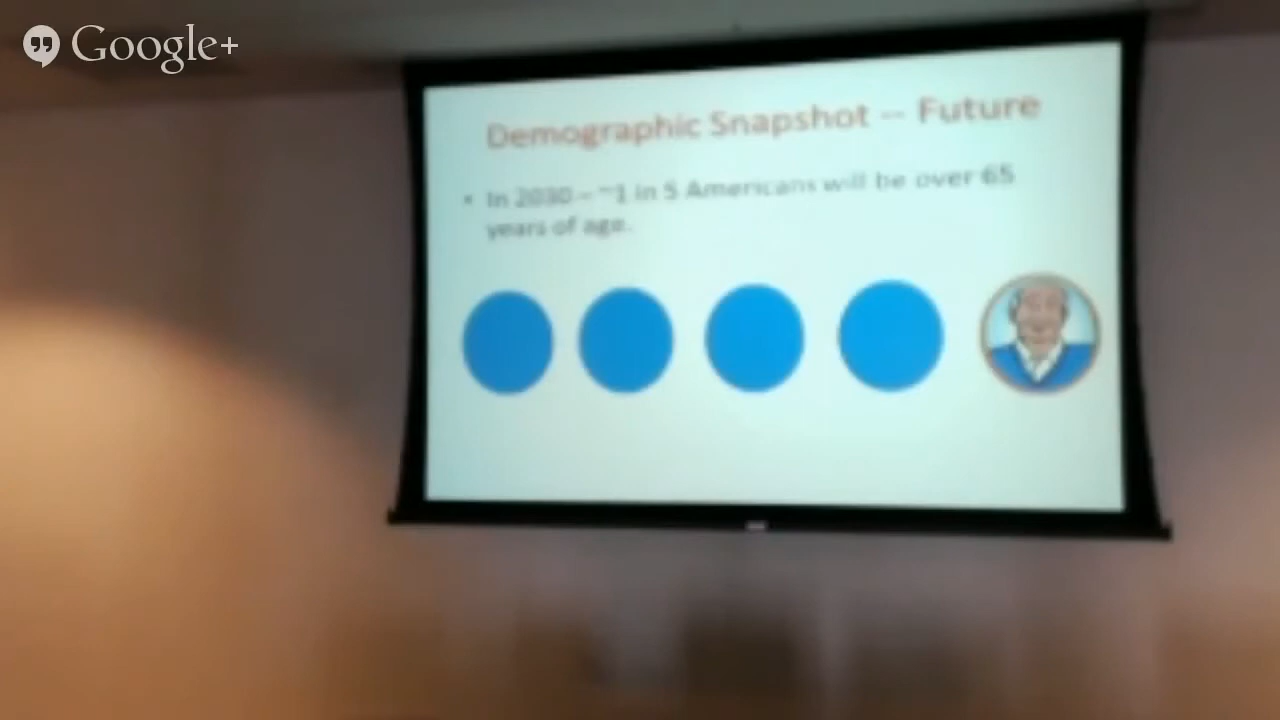 Google+
Demographic Snapshot -- Future
• In 2030 – ~1 in 5 Americans will be over 65
years of age.